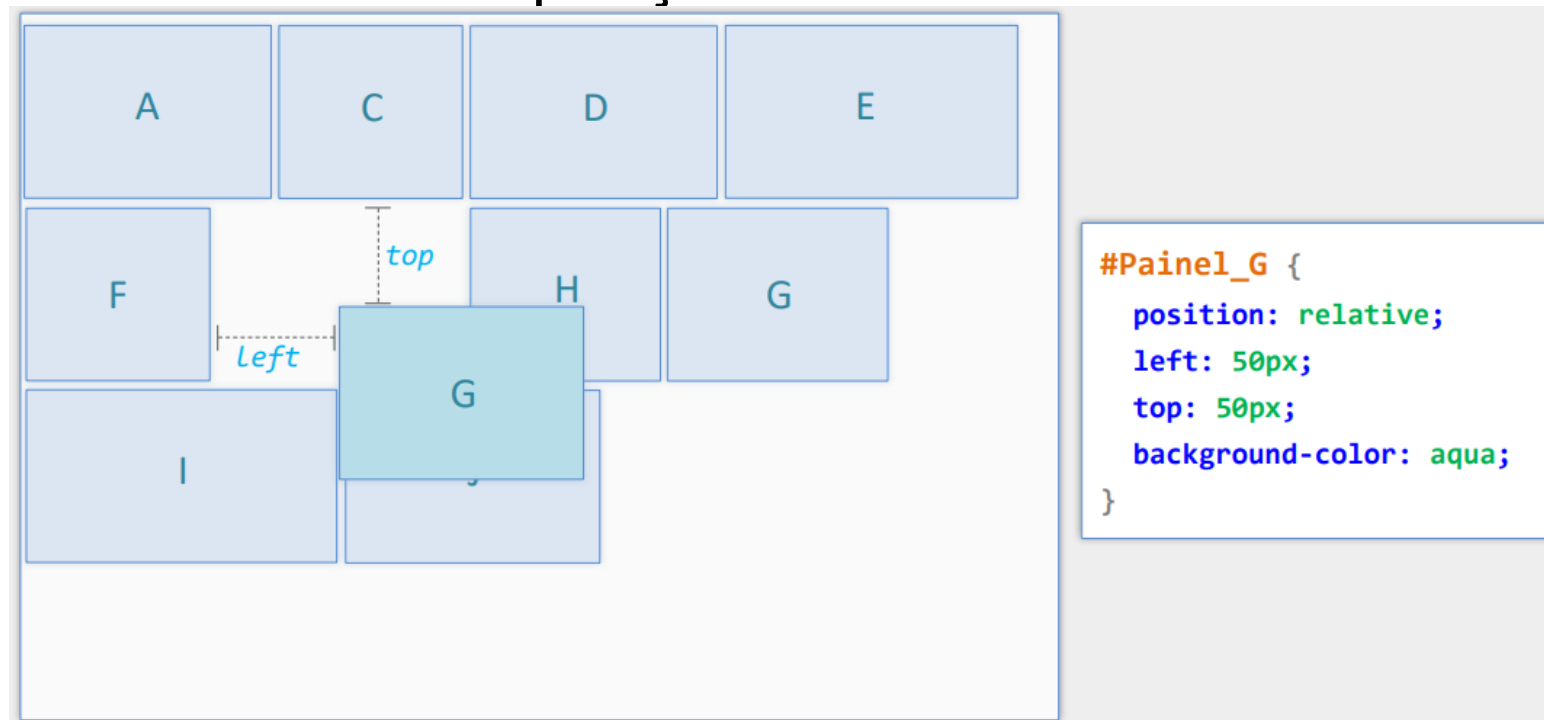 A C D E
top
F H G
left
G
I
#Painel_G {
position: relative;
left: 50px;
top: 50px;
background-color: aqua;
}